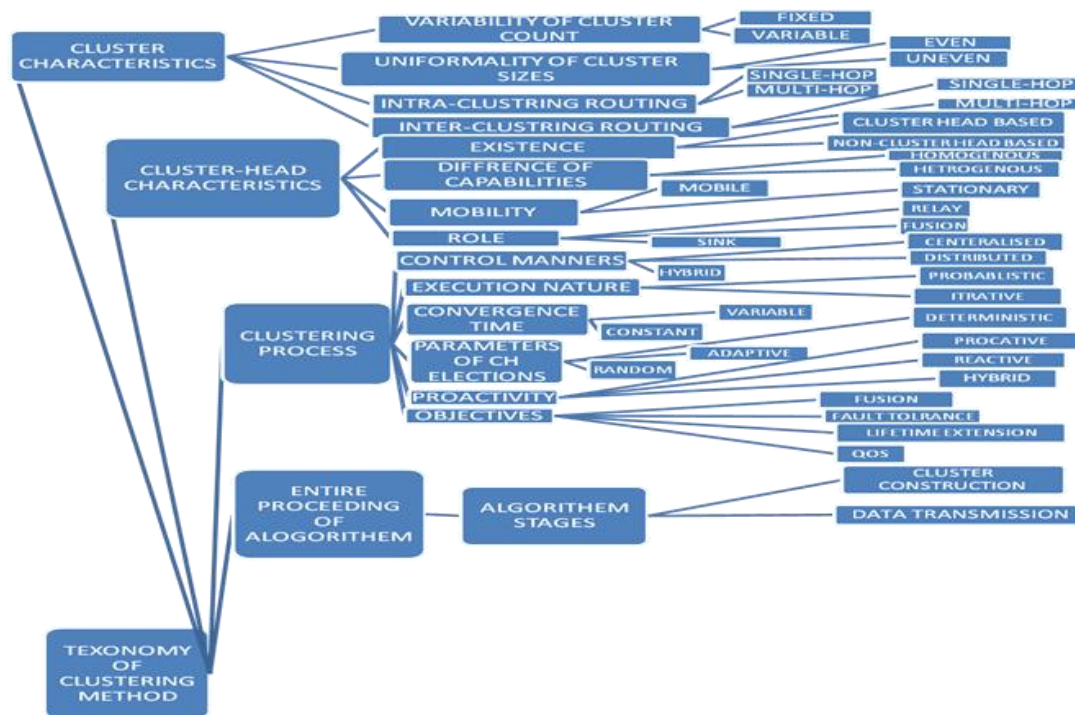 CLUSTER
CHARACTERISTICS
VARIABILITY OF CLUSTER
COUNT
FIXED
VARIABLE
UNIFORMALITY OF CLUSTER
SIZES
EVEN
UNEVEN
INTRA-CLUSTRING ROUTING
SINGLE-HOP
MULTI-HOP
INTER-CLUSTRING ROUTING
SINGLE-HOP
MULTI-HOP
CLUSTER-HEAD
CHARACTERISTICS
EXISTENCE
CLUSTER HEAD BASED
NON-CLUSTER HEAD BASED
DIFFRENCE OF
CAPABILITIES
HOMOGENOUS
HETROGENOUS
MOBILITY
MOBILE
STATIONARY
ROLE
RELAY
FUSION
SINK
CLUSTERING
PROCESS
CONTROL MANNERS
CENTERALISED
DISTRIBUTED
HYBRID
EXECUTION NATURE
PROBABLISTIC
ITRATIVE
CONVERGENCE
TIME
VARIABLE
CONSTANT
PARAMETERS
OF CH
ELECTIONS
DETERMINISTIC
ADAPTIVE
RANDOM
PROACTIVITY
PROCATIVE
REACTIVE
HYBRID
OBJECTIVES
FUSION
FAULT TOLRANCE
LIFETIME EXTENSION
QOS
ENTIRE
PROCEEDING
OF
ALOGORITHEM
ALGORITHEM
STAGES
CLUSTER
CONSTRUCTION
DATA TRANSMISSION
TEXONOMY
OF
CLUSTERING
METHOD